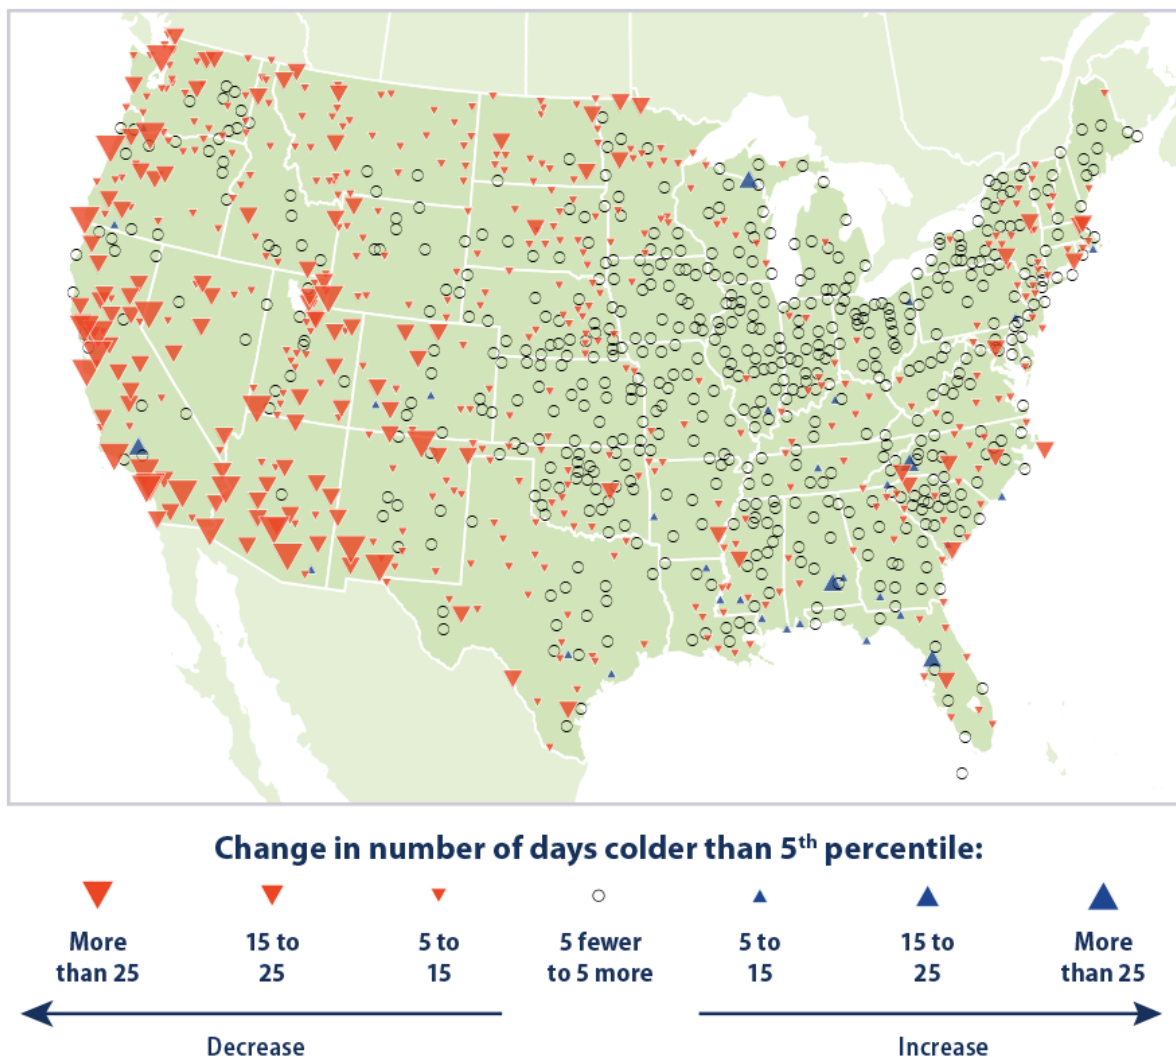 Change in number of days colder than 5th percentile:
More than 25
15 to 25
5 to 15
5 fewer to 5 more
5 to 15
15 to 25
More than 25
Decrease
Increase